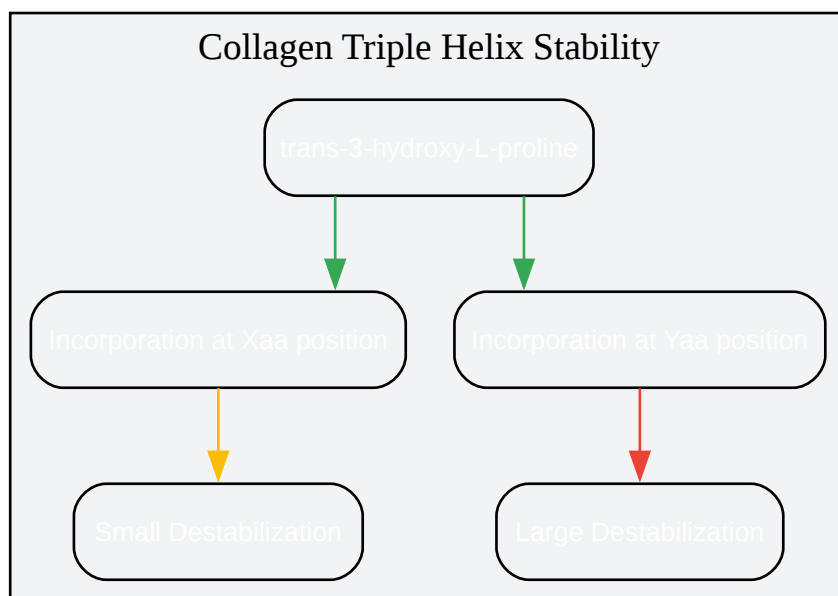 Collagen Triple Helix Stability
trans-3-hydroxy-L-proline
Incorporation at Xaa position
Incorporation at Yaa position
Small Destabilization
Large Destabilization